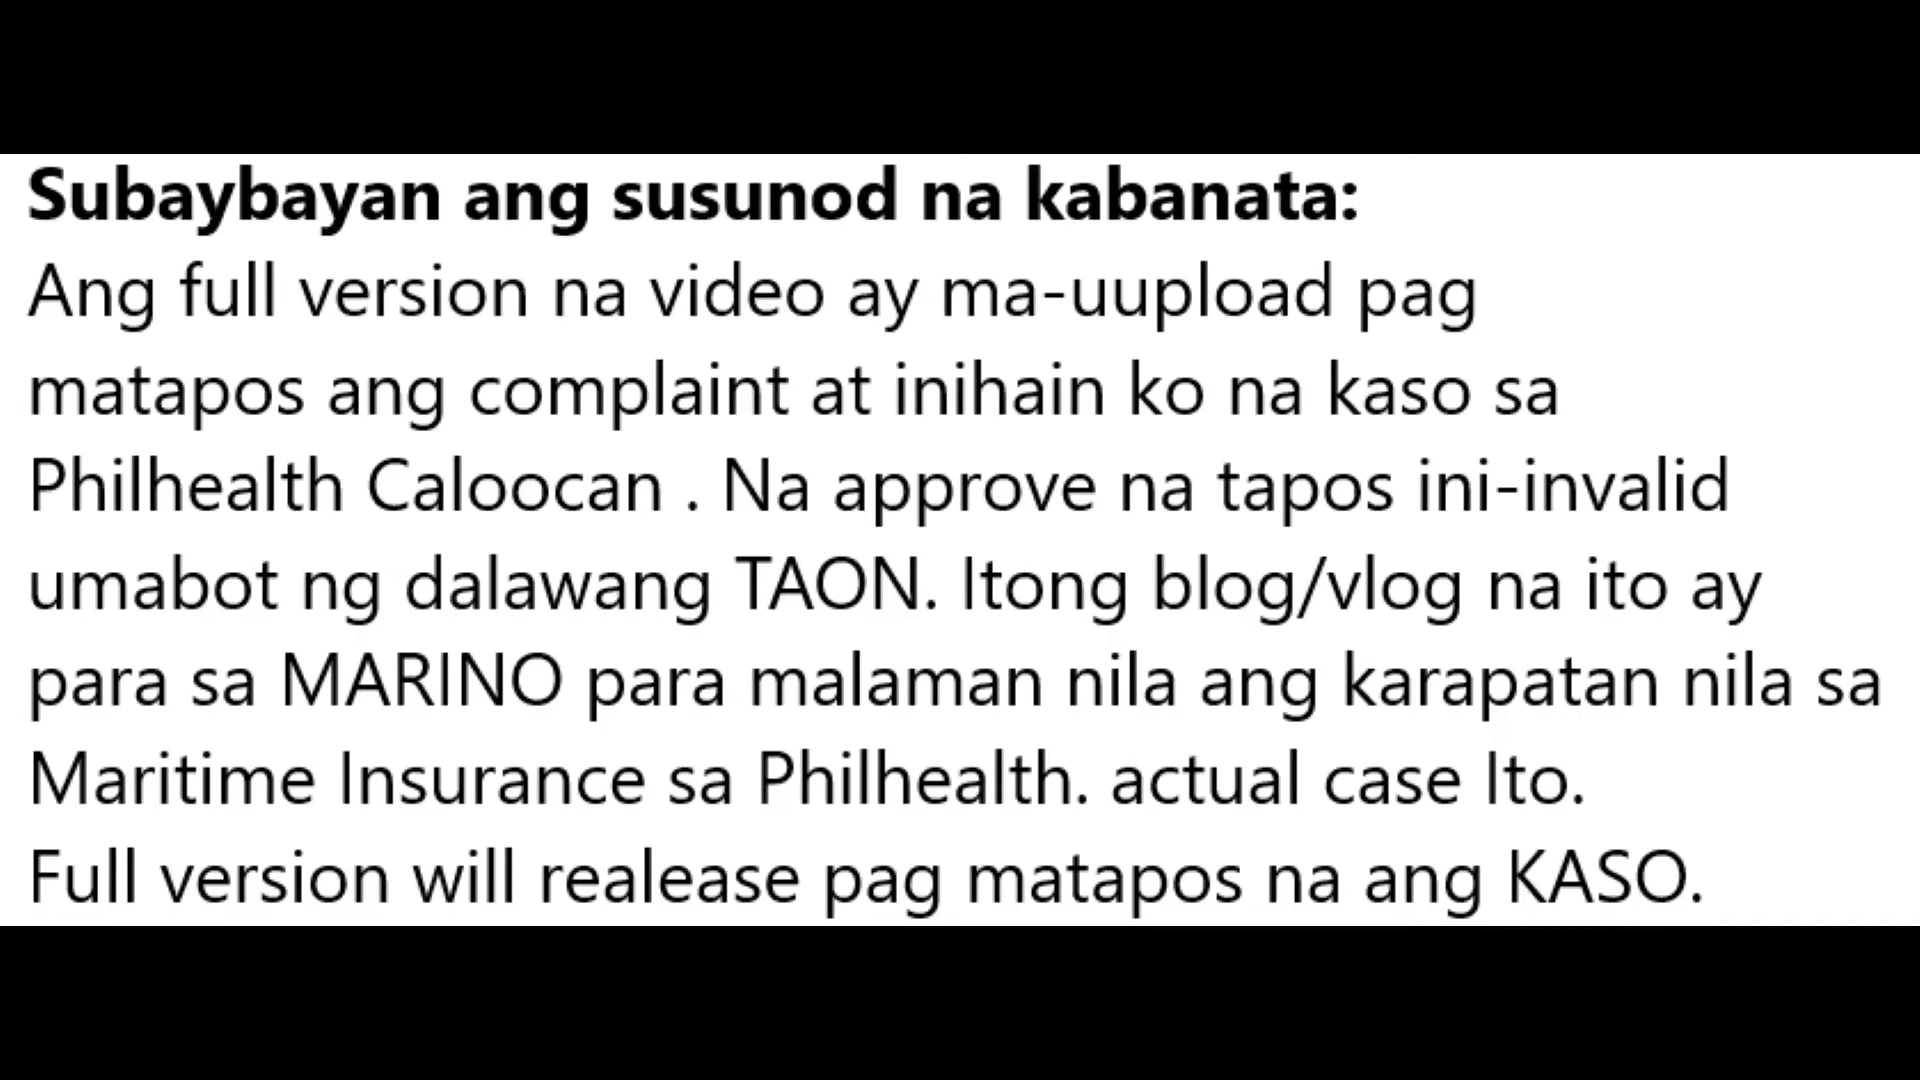 Subaybayan ang susunod na kabanata:
Ang full version na video ay ma-uupload pag
matapos ang complaint at inihain ko na kaso sa
Philhealth Caloocan . Na approve na tapos ini-invalid
umabot ng dalawang TAON. Itong blog/vlog na ito ay
para sa MARINO para malaman nila ang karapatan nila sa
Maritime Insurance sa Philhealth. actual case Ito.
Full version will realease pag matapos na ang KASO.